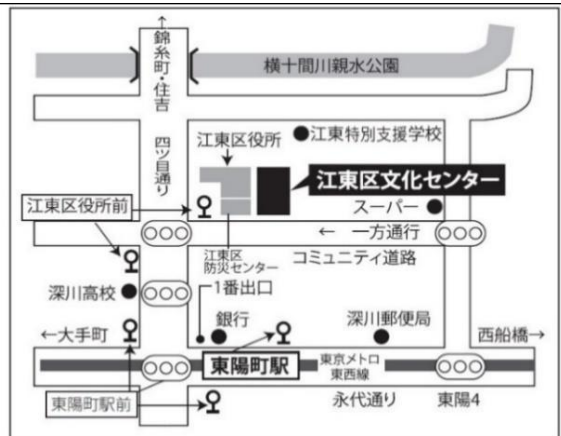 ←錦糸町・住吉
横十間川親水公園
四ツ目通り
江東区役所
●江東特別支援学校
江東区文化センター
江東区役所前
スーパー●
← 一方通行
江東区
防災センター
コミュニティ道路
深川高校●
1番出口
←大手町
銀行
深川郵便局
西船橋→
東陽町駅
東京メトロ
東西線
東陽町駅前
永代通り
東陽4